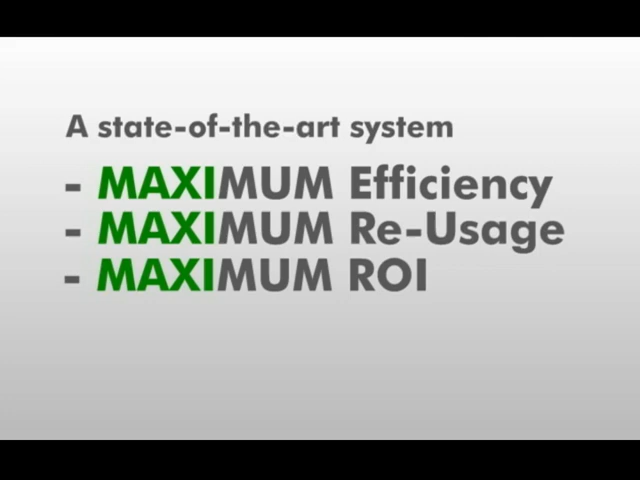 A state-of-the-art system
- MAXIMUM Efficiency
- MAXIMUM Re-Usage
- MAXIMUM ROI